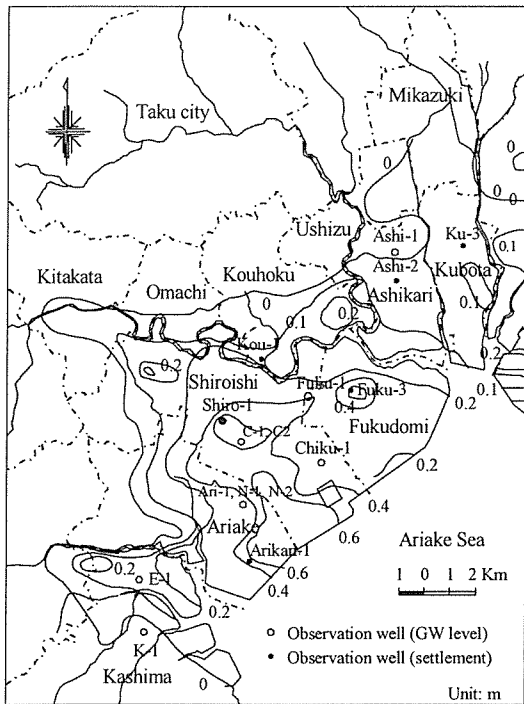 Mikazuki
Taku city
0
0
0
Ushizu
Ashi-1
Ku-3
0.1
Kitakata
Kouhoku
Ashi-2
Kubota
Omachi
0
Ashikari
0.1
0.1
0.2
0.2
Kou-1
0.2
0.1
0.2
Shiroishi
Fuku-1
Fuku-3
0.4
Shiro-1
Fukudomi
C-1, C2
Chiku-1
0.2
Ari-1, N-1, N-2
0.4
Ariake
0.6
Ariake Sea
Arikan-1
0.2
0.6
1 0 1 2 Km
E-1
0.4
0.2
Observation well (GW level)
K-1
Observation well (settlement)
Kashima
0
Unit: m